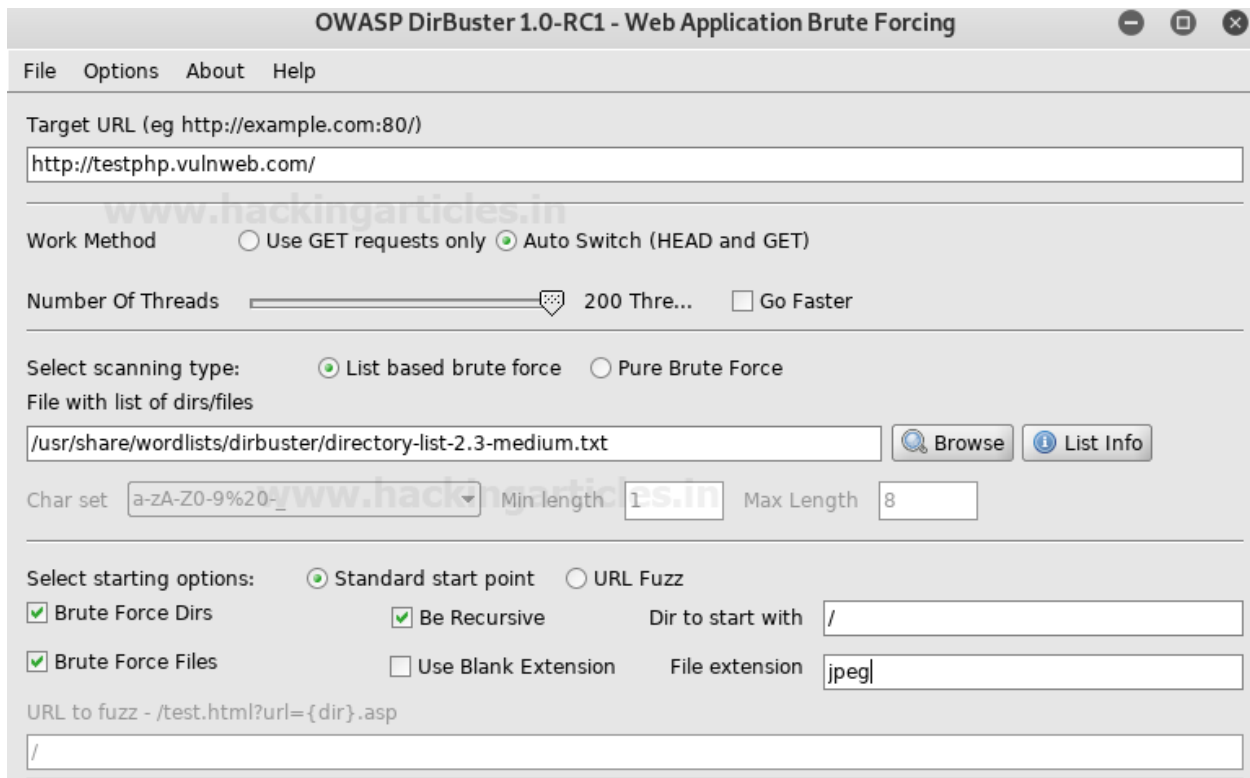 OWASP DirBuster 1.0-RC1 - Web Application Brute Forcing
File Options About Help
Target URL (eg http://example.com:80/)
http://testphp.vulnweb.com/
www.hackingarticles.in
Work Method Use GET requests only Auto Switch (HEAD and GET)
Number Of Threads 200 Thre... Go Faster
Select scanning type: List based brute force Pure Brute Force
File with list of dirs/files
/usr/share/wordlists/dirbuster/directory-list-2.3-medium.txt Browse List Info
www.hackingarticles.in
Char set a-zA-Z0-9%20-_ Min length 1 Max Length 8
Select starting options: Standard start point URL Fuzz
Brute Force Dirs Be Recursive Dir to start with /
Brute Force Files Use Blank Extension File extension jpeg
URL to fuzz - /test.html?url={dir}.asp
/